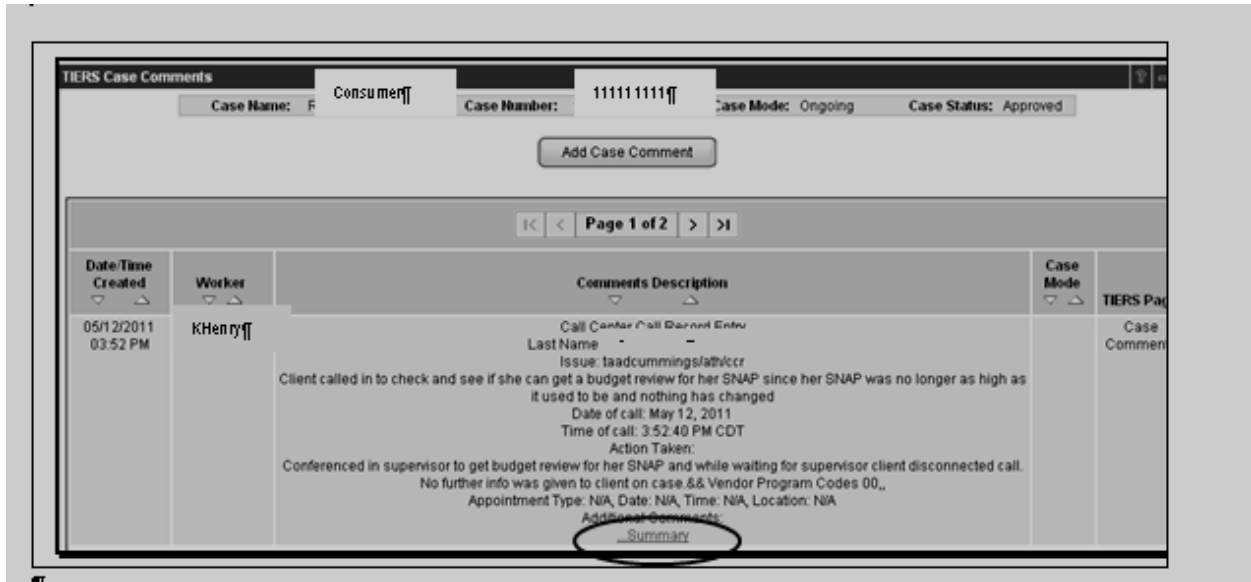 TIERS Case Comments
Case Name: Consumer¶ Case Number: 111111111¶ Case Mode: Ongoing Case Status: Approved
Add Case Comment
Page 1 of 2
Date/Time Created
Worker
Comments Description
Case Mode
TIERS Pag
05/12/2011
03:52 PM
KHenry¶
Call Center Call Record Entry
Last Name
Issue: taadcummings/ath/ccr
Client called in to check and see if she can get a budget review for her SNAP since her SNAP was no longer as high as
it used to be and nothing has changed
Date of call: May 12, 2011
Time of call: 3:52:40 PM CDT
Action Taken:
Conferenced in supervisor to get budget review for her SNAP and while waiting for supervisor client disconnected call.
No further info was given to client on case.&& Vendor Program Codes 00,,
Appointment Type: N/A, Date: N/A, Time: N/A, Location: N/A
Additional Comments:
...Summary
Case
Commen
¶